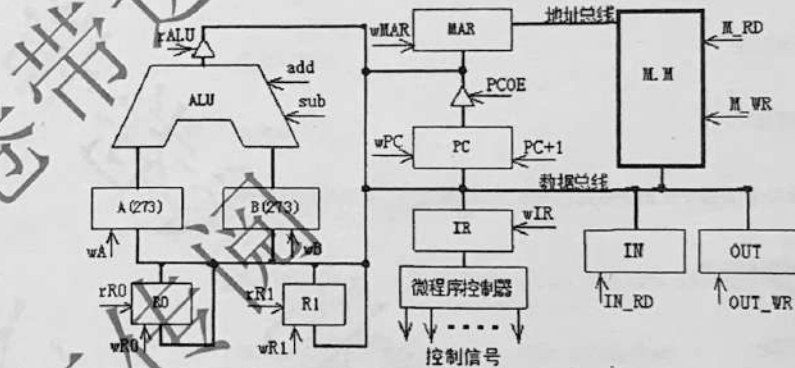 rALU
wMAR
MAR
地址总线
M_RD
add
ALU
M.M
sub
PCOE
M_WR
wPC
PC
PC+1
数据总线
A(273)
B(273)
IR
wIR
IN
OUT
wA
wB
rR0
R0
rR1
R1
微程序控制器
IN_RD
OUT_WR
wR0
wR1
控制信号